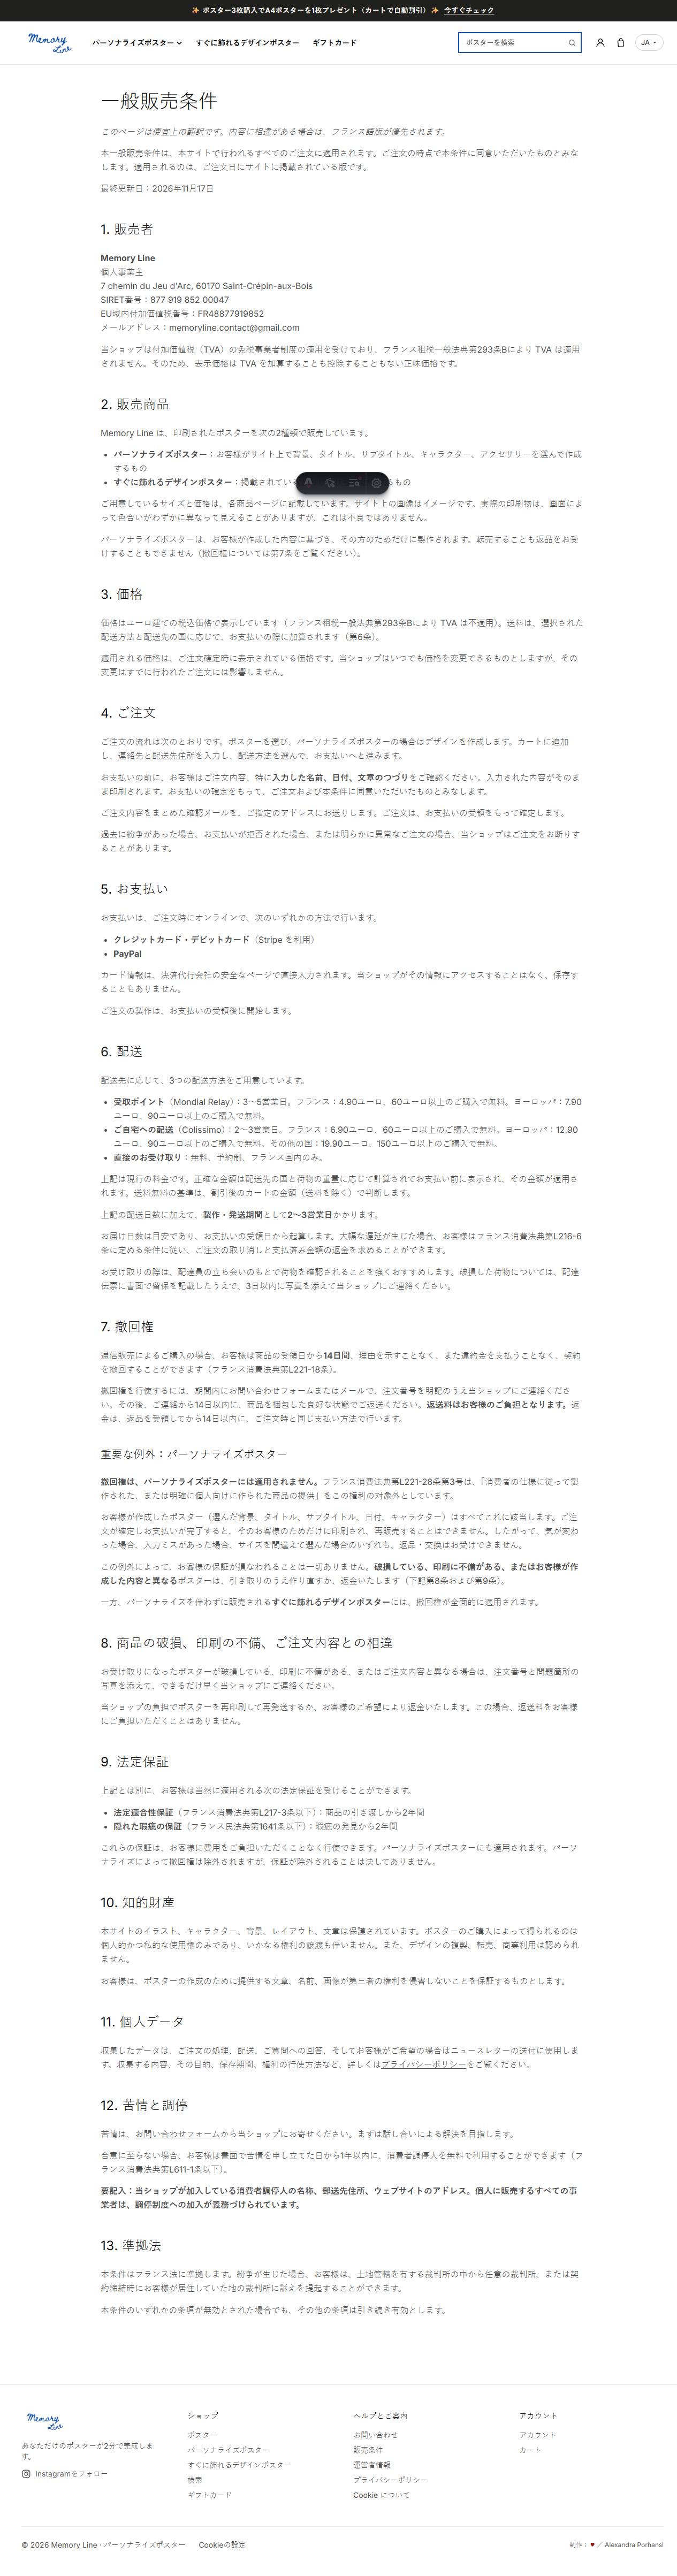 ✨ ポスター3枚購入でA4ポスターを1枚プレゼント（カートで自動割引）✨ 今すぐチェック
Memory Line
パーソナライズポスター すぐに飾れるデザインポスター ギフトカード
ポスターを検索
JA
一般販売条件
このページは便宜上の翻訳です。内容に相違がある場合は、フランス語版が優先されます。
本一般販売条件は、本サイトで行われるすべてのご注文に適用されます。ご注文の時点で本条件に同意いただいたものとみな
します。適用されるのは、ご注文日にサイトに掲載されている版です。
最終更新日：2026年11月17日
1. 販売者
Memory Line
個人事業主
7 chemin du Jeu d'Arc, 60170 Saint-Crépin-aux-Bois
SIRET番号：877 919 852 00047
EU域内付加価値税番号：FR48877919852
メールアドレス：memoryline.contact@gmail.com
当ショップは付加価値税（TVA）の免税事業者制度の適用を受けており、フランス租税一般法典第293条Bにより TVA は適用
されません。そのため、表示価格は TVA を加算することも控除することもない正味価格です。
2. 販売商品
Memory Line は、印刷されたポスターを次の2種類で販売しています。
• パーソナライズポスター：お客様がサイト上で背景、タイトル、サブタイトル、キャラクター、アクセサリーを選んで作成
するもの
• すぐに飾れるデザインポスター：掲載されてい るもの
ご用意しているサイズと価格は、各商品ページに記載しています。サイト上の画像はイメージです。実際の印刷物は、画面によ
って色合いがわずかに異なって見えることがありますが、これは不良ではありません。
パーソナライズポスターは、お客様が作成した内容に基づき、その方のためだけに製作されます。転売することも返品をお受
けすることもできません（撤回権については第7条をご覧ください）。
3. 価格
価格はユーロ建ての税込価格で表示しています（フランス租税一般法典第293条Bにより TVA は不適用）。送料は、選択された
配送方法と配送先の国に応じて、お支払いの際に加算されます（第6条）。
適用される価格は、ご注文確定時に表示されている価格です。当ショップはいつでも価格を変更できるものとしますが、その
変更はすでに行われたご注文には影響しません。
4. ご注文
ご注文の流れは次のとおりです。ポスターを選び、パーソナライズポスターの場合はデザインを作成します。カートに追加
し、連絡先と配送先住所を入力し、配送方法を選んで、お支払いへと進みます。
お支払いの前に、お客様はご注文内容、特に入力した名前、日付、文章のつづりをご確認ください。入力された内容がそのま
ま印刷されます。お支払いの確定をもって、ご注文および本条件に同意いただいたものとみなします。
ご注文内容をまとめた確認メールを、ご指定のアドレスにお送りします。ご注文は、お支払いの受領をもって確定します。
過去に紛争があった場合、お支払いが拒否された場合、または明らかに異常なご注文の場合、当ショップはご注文をお断りす
ることがあります。
5. お支払い
お支払いは、ご注文時にオンラインで、次のいずれかの方法で行います。
• クレジットカード・デビットカード（Stripe を利用）
• PayPal
カード情報は、決済代行会社の安全なページで直接入力されます。当ショップがその情報にアクセスすることはなく、保存す
ることもありません。
ご注文の製作は、お支払いの受領後に開始します。
6. 配送
配送先に応じて、3つの配送方法をご用意しています。
• 受取ポイント（Mondial Relay）：3〜5営業日。フランス：4.90ユーロ、60ユーロ以上のご購入で無料。ヨーロッパ：7.90
ユーロ、90ユーロ以上のご購入で無料。
• ご自宅への配送（Colissimo）：2〜3営業日。フランス：6.90ユーロ、60ユーロ以上のご購入で無料。ヨーロッパ：12.90
ユーロ、90ユーロ以上のご購入で無料。その他の国：19.90ユーロ、150ユーロ以上のご購入で無料。
• 直接のお受け取り：無料、予約制、フランス国内のみ。
上記は現行の料金です。正確な金額は配送先の国と荷物の重量に応じて計算されてお支払い前に表示され、その金額が適用さ
れます。送料無料の基準は、割引後のカートの金額（送料を除く）で判断します。
上記の配送日数に加えて、製作・発送期間として2〜3営業日かかります。
お届け日数は目安であり、お支払いの受領日から起算します。大幅な遅延が生じた場合、お客様はフランス消費法典第L216-6
条に定める条件に従い、ご注文の取り消しと支払済み金額の返金を求めることができます。
お受け取りの際は、配達員の立ち会いのもとで荷物を確認されることを強くおすすめします。破損した荷物については、配達
伝票に書面で留保を記載したうえで、3日以内に写真を添えて当ショップにご連絡ください。
7. 撤回権
通信販売によるご購入の場合、お客様は商品の受領日から14日間、理由を示すことなく、また違約金を支払うことなく、契約
を撤回することができます（フランス消費法典第L221-18条）。
撤回権を行使するには、期間内にお問い合わせフォームまたはメールで、注文番号を明記のうえ当ショップにご連絡くださ
い。その後、ご連絡から14日以内に、商品を梱包した良好な状態でご返送ください。返送料はお客様のご負担となります。返
金は、返品を受領してから14日以内に、ご注文時と同じ支払い方法で行います。
重要な例外：パーソナライズポスター
撤回権は、パーソナライズポスターには適用されません。フランス消費法典第L221-28条第3号は、「消費者の仕様に従って製
作された、または明確に個人向けに作られた商品の提供」をこの権利の対象外としています。
お客様が作成したポスター（選んだ背景、タイトル、サブタイトル、日付、キャラクター）はすべてこれに該当します。ご注
文が確定しお支払いが完了すると、そのお客様のためだけに印刷され、再販売することはできません。したがって、気が変わ
った場合、入力ミスがあった場合、サイズを間違えて選んだ場合のいずれも、返品・交換はお受けできません。
この例外によって、お客様の保証が損なわれることは一切ありません。破損している、印刷に不備がある、またはお客様が作
成した内容と異なるポスターは、引き取りのうえ作り直すか、返金いたします（下記第8条および第9条）。
一方、パーソナライズを伴わずに販売されるすぐに飾れるデザインポスターには、撤回権が全面的に適用されます。
8. 商品の破損、印刷の不備、ご注文内容との相違
お受け取りになったポスターが破損している、印刷に不備がある、またはご注文内容と異なる場合は、注文番号と問題箇所の
写真を添えて、できるだけ早く当ショップにご連絡ください。
当ショップの負担でポスターを再印刷して再発送するか、お客様のご希望により返金いたします。この場合、返送料をお客様
にご負担いただくことはありません。
9. 法定保証
上記とは別に、お客様は当然に適用される次の法定保証を受けることができます。
• 法定適合性保証（フランス消費法典第L217-3条以下）：商品の引き渡しから2年間
• 隠れた瑕疵の保証（フランス民法典第1641条以下）：瑕疵の発見から2年間
これらの保証は、お客様に費用をご負担いただくことなく行使できます。パーソナライズポスターにも適用されます。パーソ
ナライズによって撤回権は除外されますが、保証が除外されることは決してありません。
10. 知的財産
本サイトのイラスト、キャラクター、背景、レイアウト、文章は保護されています。ポスターのご購入によって得られるのは
個人的かつ私的な使用権のみであり、いかなる権利の譲渡も伴いません。また、デザインの複製、転売、商業利用は認められ
ません。
お客様は、ポスターの作成のために提供する文章、名前、画像が第三者の権利を侵害しないことを保証するものとします。
11. 個人データ
収集したデータは、ご注文の処理、配送、ご質問への回答、そしてお客様がご希望の場合はニュースレターの送付に使用しま
す。収集する内容、その目的、保存期間、権利の行使方法など、詳しくはプライバシーポリシーをご覧ください。
12. 苦情と調停
苦情は、お問い合わせフォームから当ショップにお寄せください。まずは話し合いによる解決を目指します。
合意に至らない場合、お客様は書面で苦情を申し立てた日から1年以内に、消費者調停人を無料で利用することができます（フ
ランス消費法典第L611-1条以下）。
要記入：当ショップが加入している消費者調停人の名称、郵送先住所、ウェブサイトのアドレス。個人に販売するすべての事
業者は、調停制度への加入が義務づけられています。
13. 準拠法
本条件はフランス法に準拠します。紛争が生じた場合、お客様は、土地管轄を有する裁判所の中から任意の裁判所、または契
約締結時にお客様が居住していた地の裁判所に訴えを提起することができます。
本条件のいずれかの条項が無効とされた場合でも、その他の条項は引き続き有効とします。
Memory Line
あなただけのポスターが2分で完成しま
す。
Instagramをフォロー
ショップ
ポスター
パーソナライズポスター
すぐに飾れるデザインポスター
検索
ギフトカード
ヘルプとご案内
お問い合わせ
販売条件
運営者情報
プライバシーポリシー
Cookie について
アカウント
アカウント
カート
© 2026 Memory Line · パーソナライズポスター Cookieの設定
制作：♥／ Alexandra Porhansl